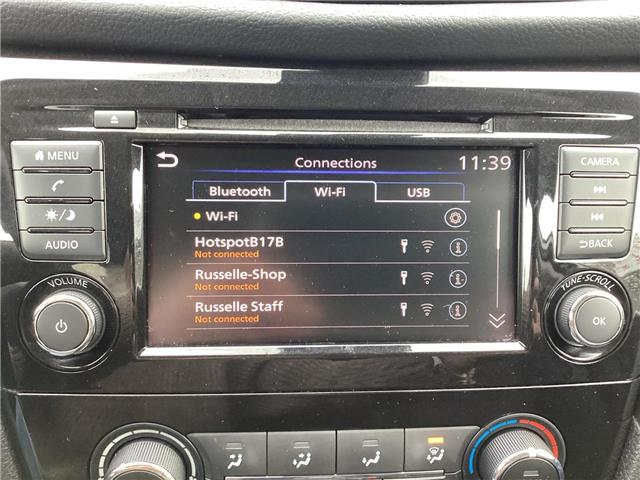 MENU
AUDIO
VOLUME
Connections
11:39
Bluetooth
Wi-Fi
USB
Wi-Fi
HotspotB17B
Not connected
Russelle-Shop
Not connected
Russelle Staff
Not connected
CAMERA
BACK
TUNE·SCROLL
OK